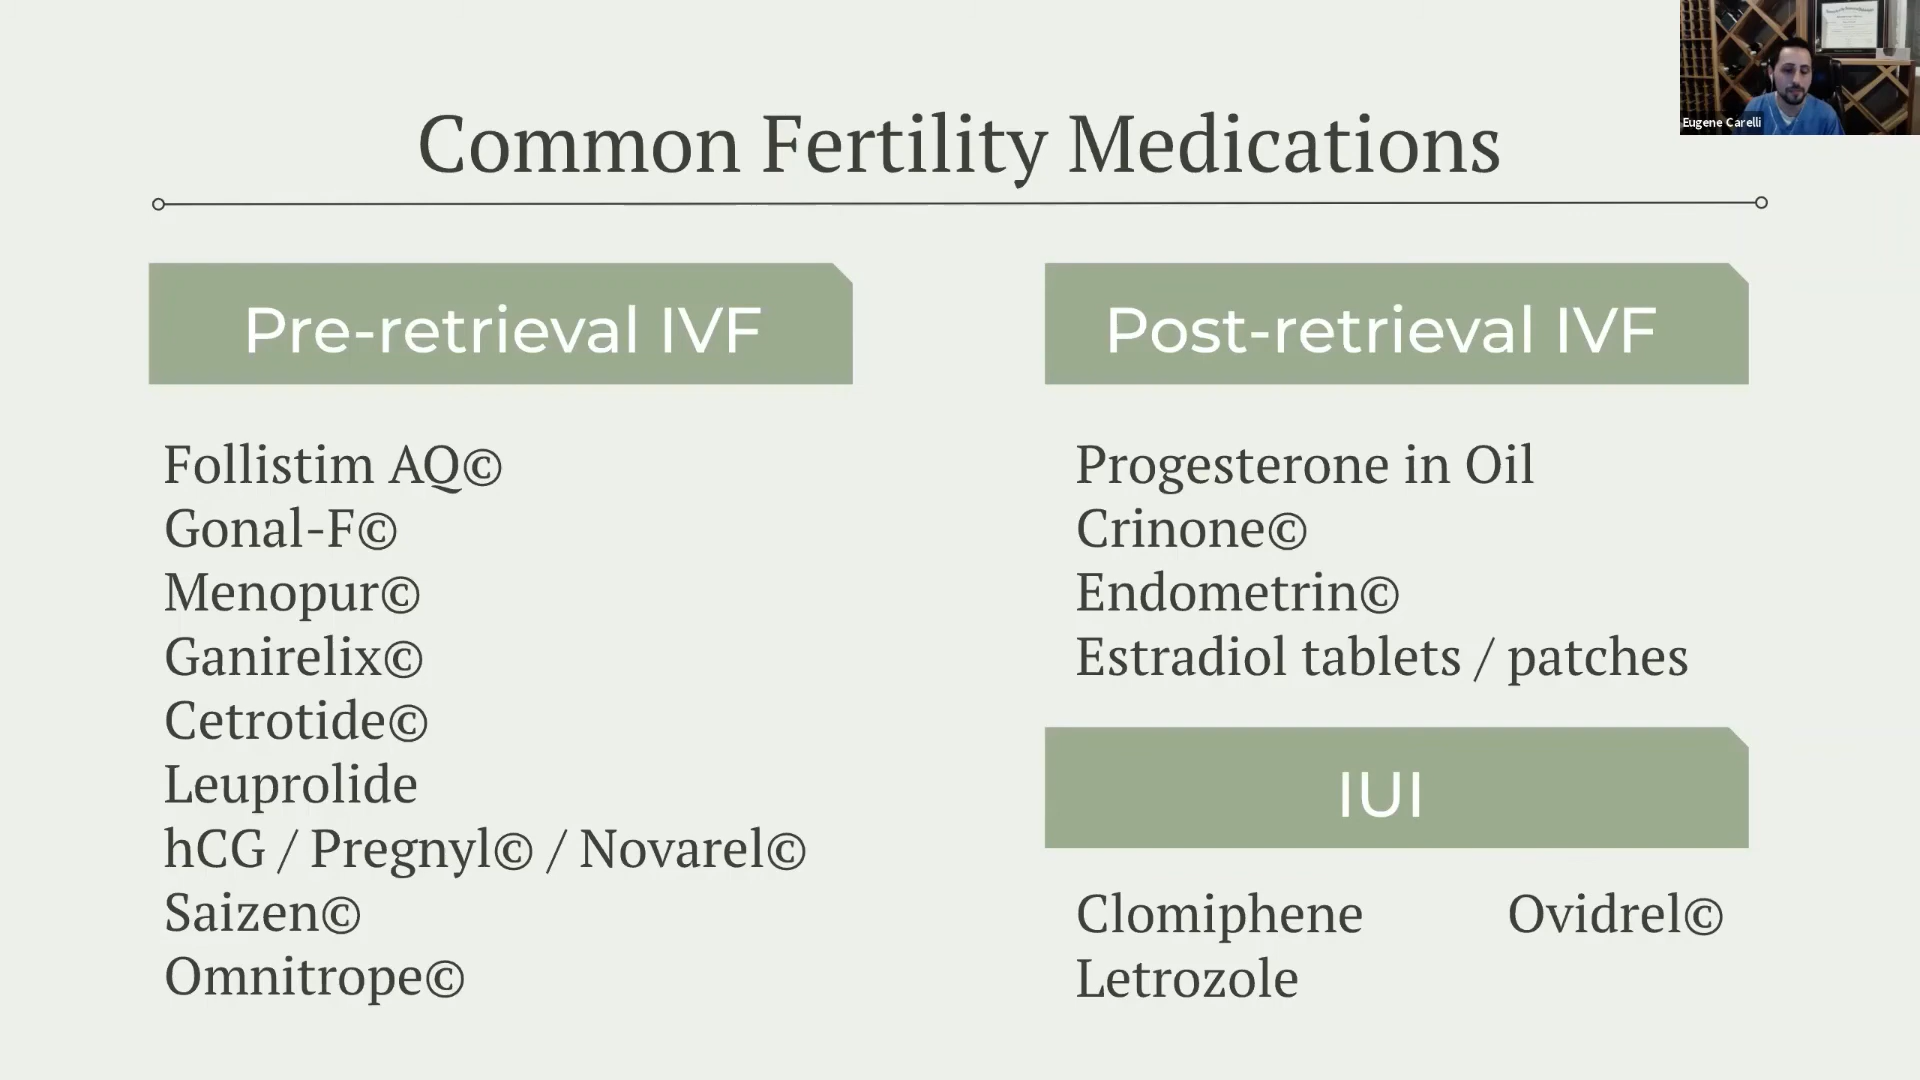 Common Fertility Medications
Eugene Carelli
Pre-retrieval IVF
Follistim AQ©
Gonal-F©
Menopur©
Ganirelix©
Cetrotide©
Leuprolide
hCG / Pregnyl© / Novarel©
Saizen©
Omnitrope©
Post-retrieval IVF
Progesterone in Oil
Crinone©
Endometrin©
Estradiol tablets / patches
IUI
Clomiphene Ovidrel©
Letrozole